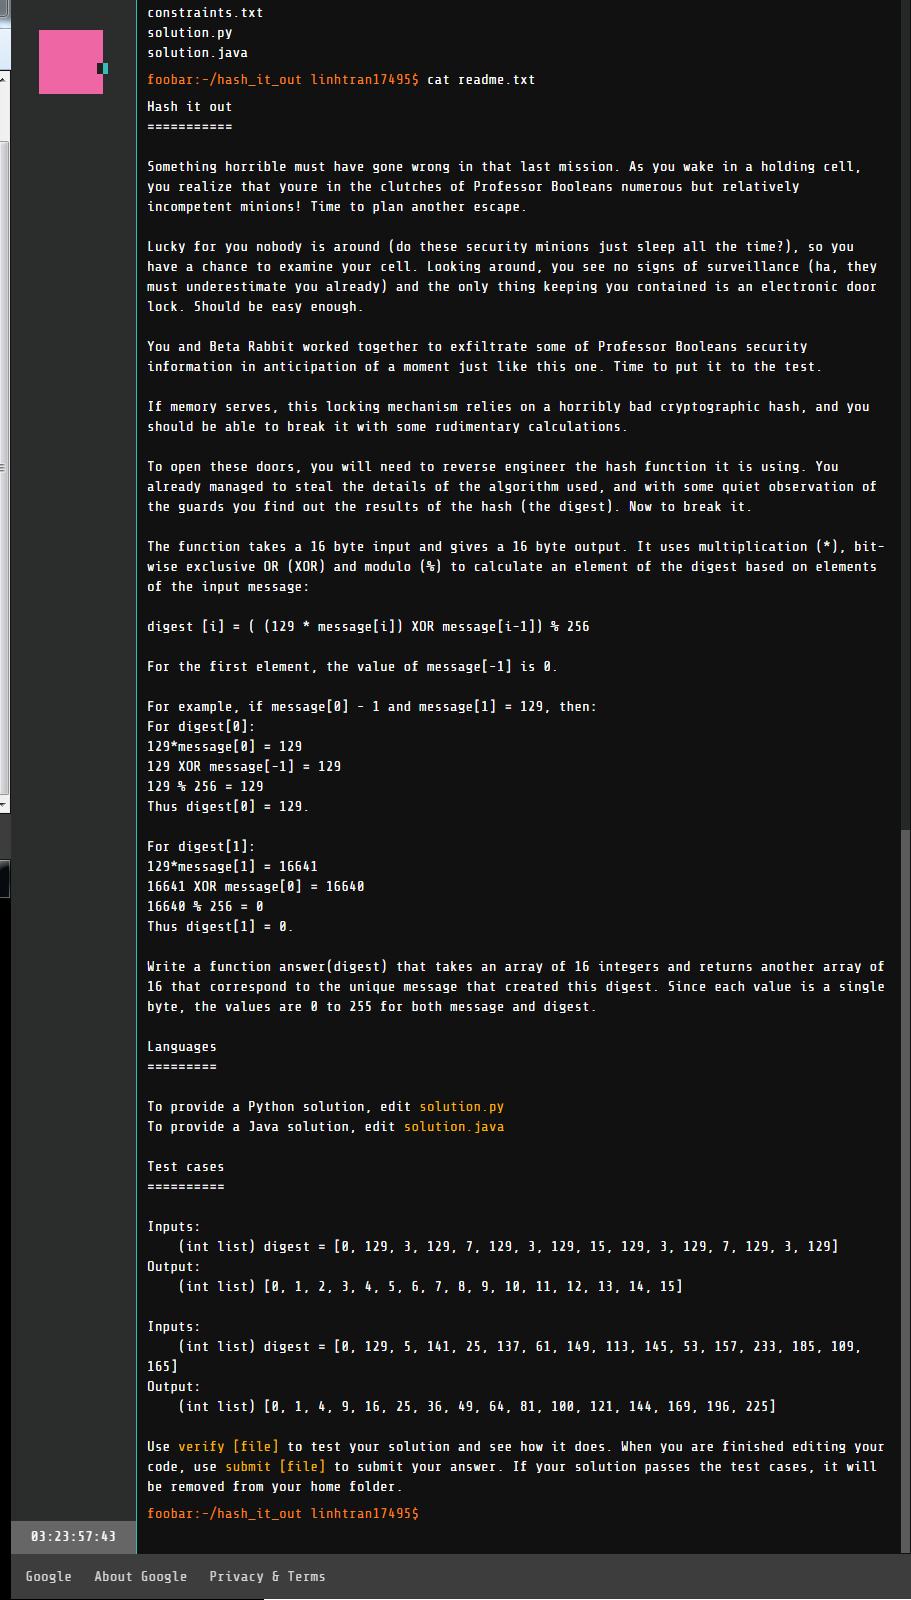 constraints.txt
solution.py
solution.java
foobar:~/hash_it_out linhtran17495$ cat readme.txt
Hash it out
===========
Something horrible must have gone wrong in that last mission. As you wake in a holding cell,
you realize that youre in the clutches of Professor Booleans numerous but relatively
incompetent minions! Time to plan another escape.
Lucky for you nobody is around (do these security minions just sleep all the time?), so you
have a chance to examine your cell. Looking around, you see no signs of surveillance (ha, they
must underestimate you already) and the only thing keeping you contained is an electronic door
lock. Should be easy enough.
You and Beta Rabbit worked together to exfiltrate some of Professor Booleans security
information in anticipation of a moment just like this one. Time to put it to the test.
If memory serves, this locking mechanism relies on a horribly bad cryptographic hash, and you
should be able to break it with some rudimentary calculations.
To open these doors, you will need to reverse engineer the hash function it is using. You
already managed to steal the details of the algorithm used, and with some quiet observation of
the guards you find out the results of the hash (the digest). Now to break it.
The function takes a 16 byte input and gives a 16 byte output. It uses multiplication (*), bit-
wise exclusive OR (XOR) and modulo (%) to calculate an element of the digest based on elements
of the input message:
digest [i] = ( (129 * message[i]) XOR message[i-1]) % 256
For the first element, the value of message[-1] is 0.
For example, if message[0] - 1 and message[1] = 129, then:
For digest[0]:
129*message[0] = 129
129 XOR message[-1] = 129
129 % 256 = 129
Thus digest[0] = 129.
For digest[1]:
129*message[1] = 16641
16641 XOR message[0] = 16640
16640 % 256 = 0
Thus digest[1] = 0.
Write a function answer(digest) that takes an array of 16 integers and returns another array of
16 that correspond to the unique message that created this digest. Since each value is a single
byte, the values are 0 to 255 for both message and digest.
Languages
=========
To provide a Python solution, edit solution.py
To provide a Java solution, edit solution.java
Test cases
==========
Inputs:
(int list) digest = [0, 129, 3, 129, 7, 129, 3, 129, 15, 129, 3, 129, 7, 129, 3, 129]
Output:
(int list) [0, 1, 2, 3, 4, 5, 6, 7, 8, 9, 10, 11, 12, 13, 14, 15]
Inputs:
(int list) digest = [0, 129, 5, 141, 25, 137, 61, 149, 113, 145, 53, 157, 233, 185, 109,
165]
Output:
(int list) [0, 1, 4, 9, 16, 25, 36, 49, 64, 81, 100, 121, 144, 169, 196, 225]
Use verify [file] to test your solution and see how it does. When you are finished editing your
code, use submit [file] to submit your answer. If your solution passes the test cases, it will
be removed from your home folder.
foobar:~/hash_it_out linhtran17495$
03:23:57:43
Google About Google Privacy & Terms